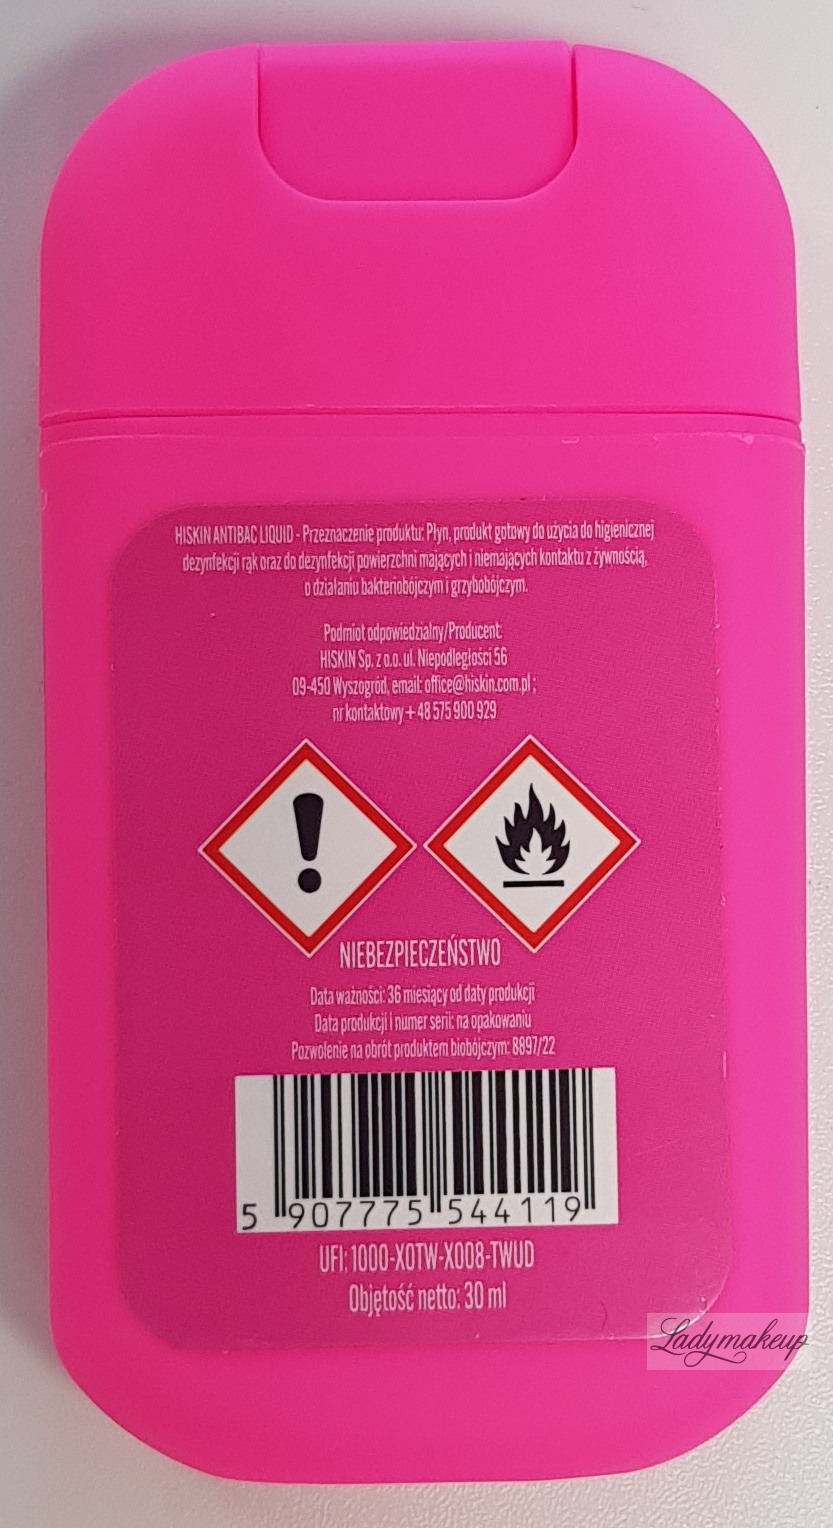 HISKIN ANTIBAC LIQUID - Przeznaczenie produktu: Płyn, produkt gotowy do użycia do higienicznej
dezynfekcji rąk oraz do dezynfekcji powierzchni mających i niemających kontaktu z żywnością,
o działaniu bakteriobójczym i grzybobójczym.
Podmiot odpowiedzialny/Producent:
HISKIN Sp. z o.o. ul. Niepodległości 56
09-450 Wyszogród, email: office@hiskin.com.pl ;
nr kontaktowy + 48 575 900 929
NIEBEZPIECZEŃSTWO
Data ważności: 36 miesięcy od daty produkcji
Data produkcji i numer serii: na opakowaniu
Pozwolenie na obrót produktem biobójczym: 8897/22
5 907775 544119
UFI: 1000-X0TW-X008-TWUD
Objętość netto: 30 ml
Ladymakeup